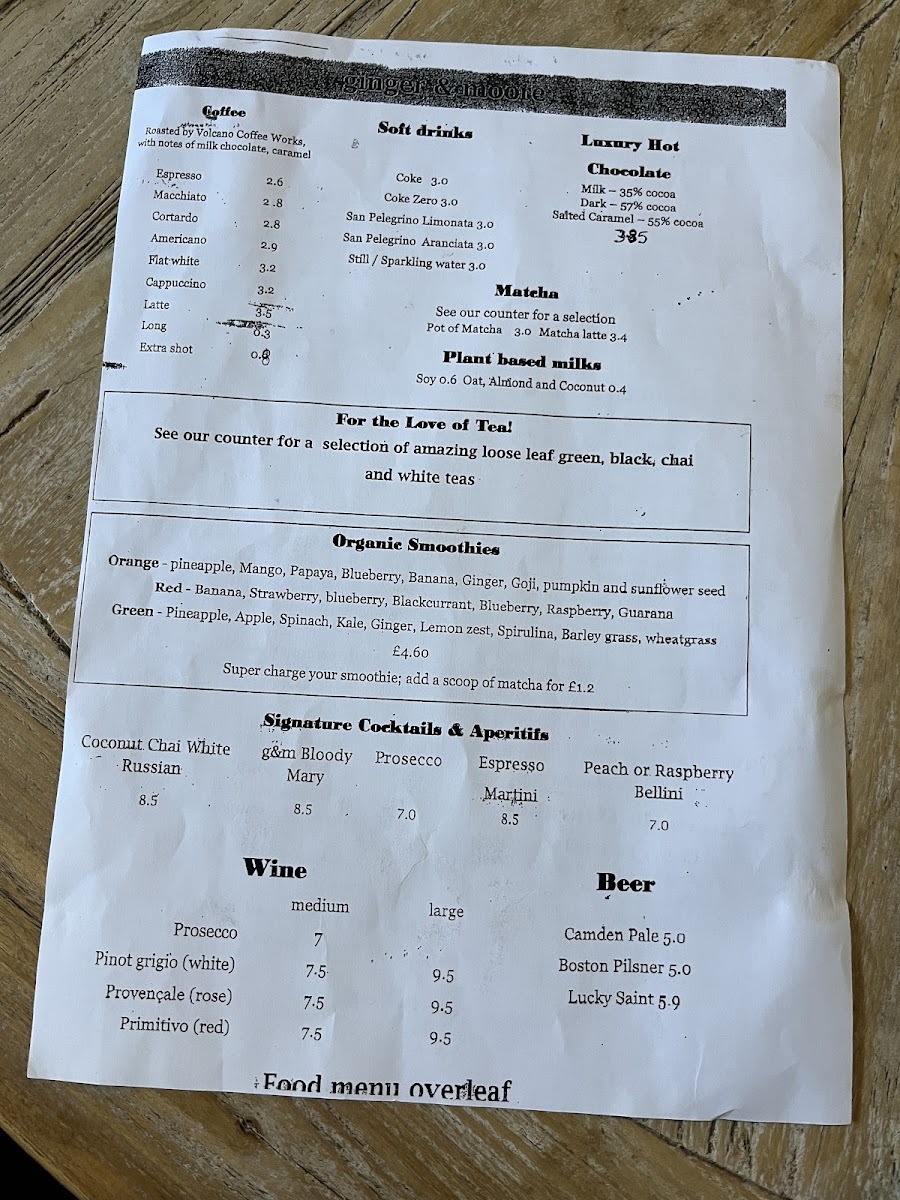 ginger & moore
Coffee
Roasted by Volcano Coffee Works,
with notes of milk chocolate, caramel
Espresso 2.6
Macchiato 2.8
Cortardo 2.8
Americano 2.9
Flat white 3.2
Cappuccino 3.2
Latte 3.5
Long 0.3
Extra shot
Soft drinks
Coke 3.0
Coke Zero 3.0
San Pelegrino Limonata 3.0
San Pelegrino Aranciata 3.0
Still / Sparkling water 3.0
Luxury Hot
Chocolate
Milk – 35% cocoa
Dark – 57% cocoa
Salted Caramel – 55% cocoa
Matcha
See our counter for a selection
Pot of Matcha 3.0 Matcha latte 3.4
Plant based milks
Soy 0.6 Oat, Almond and Coconut 0.4
For the Love of Tea!
See our counter for a selection of amazing loose leaf green, black, chai
and white teas
Organic Smoothies
Orange - pineapple, Mango, Papaya, Blueberry, Banana, Ginger, Goji, pumpkin and sunflower seed
Red - Banana, Strawberry, blueberry, Blackcurrant, Blueberry, Raspberry, Guarana
Green - Pineapple, Apple, Spinach, Kale, Ginger, Lemon zest, Spirulina, Barley grass, wheatgrass
£4.60
Super charge your smoothie; add a scoop of matcha for £1.2
Signature Cocktails & Aperitifs
Coconut Chai White
Russian
8.5
g&m Bloody
Mary
8.5
Prosecco
7.0
Espresso
Martini
8.5
Peach or Raspberry
Bellini
7.0
Wine
medium large
Prosecco 7
Pinot grigio (white) 7.5 9.5
Provençale (rose) 7.5 9.5
Primitivo (red) 7.5 9.5
Beer
Camden Pale 5.0
Boston Pilsner 5.0
Lucky Saint 5.9
Food menu overleaf